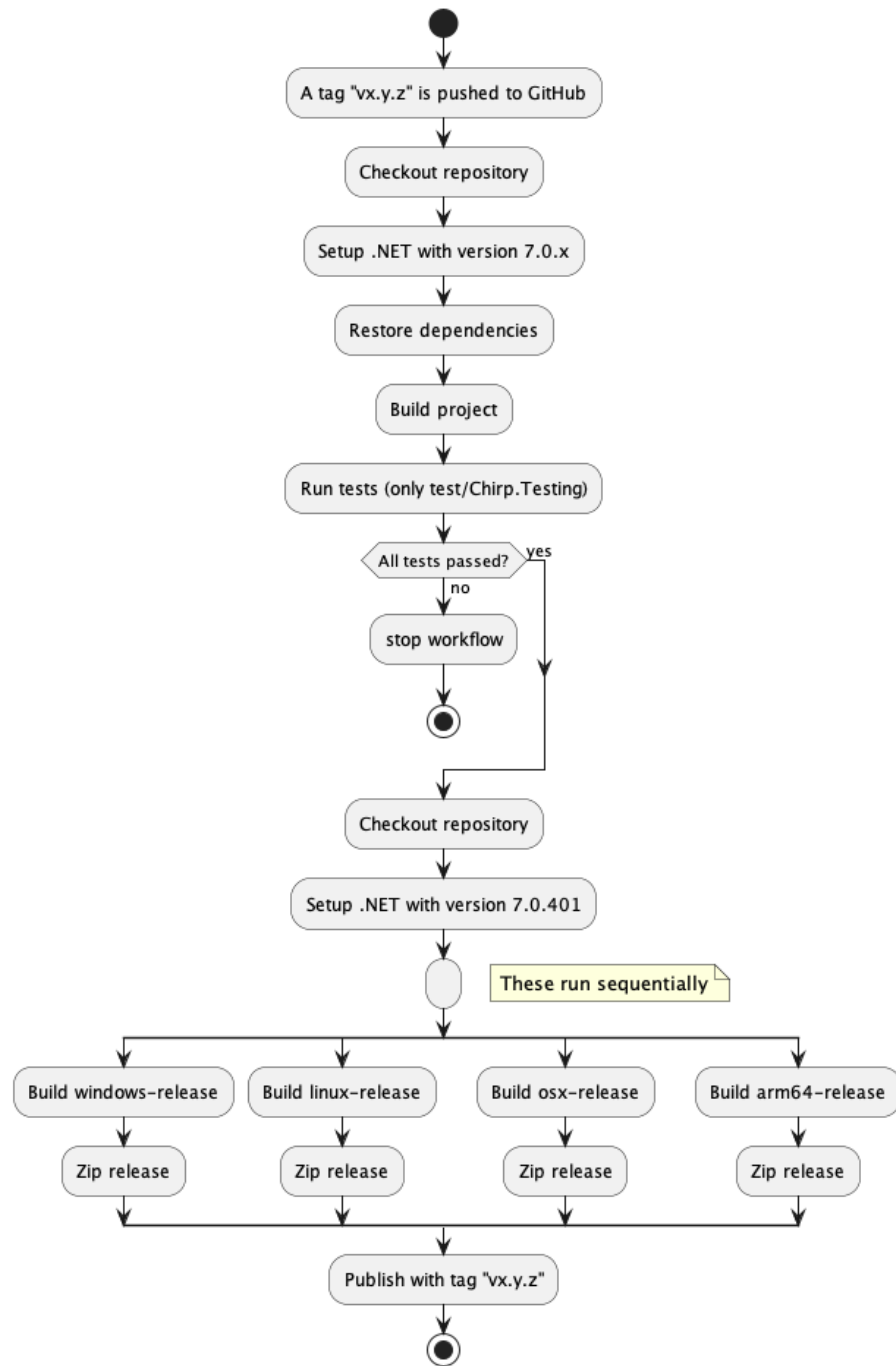 A tag "vx.y.z" is pushed to GitHub
Checkout repository
Setup .NET with version 7.0.x
Restore dependencies
Build project
Run tests (only test/Chirp.Testing)
All tests passed?
yes
no
stop workflow
Checkout repository
Setup .NET with version 7.0.401
These run sequentially
Build windows-release
Build linux-release
Build osx-release
Build arm64-release
Zip release
Zip release
Zip release
Zip release
Publish with tag "vx.y.z"